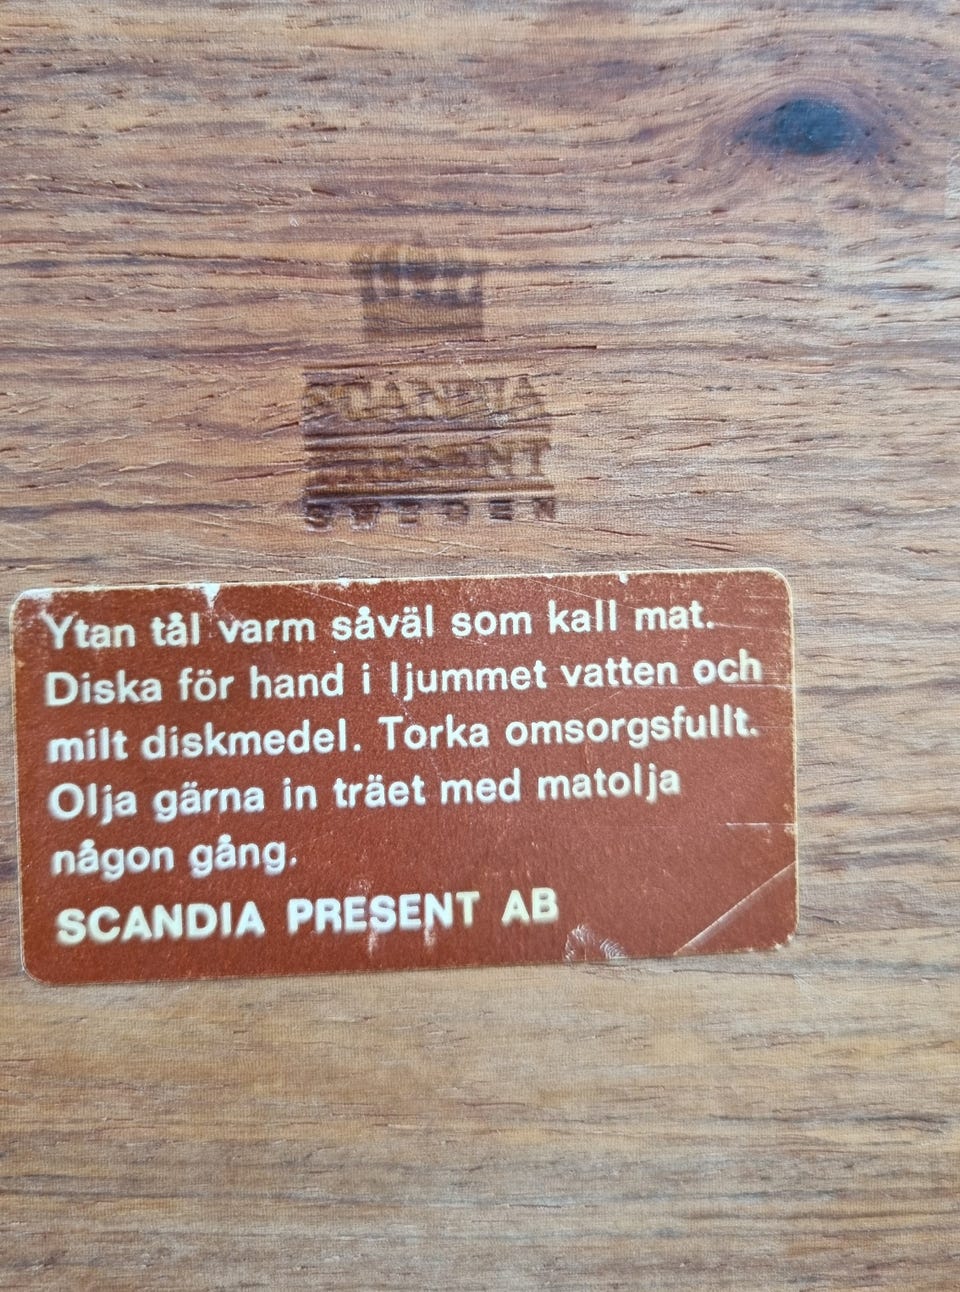 SCANDIA
PRESENT
SWEDEN
Ytan tål varm såväl som kall mat.
Diska för hand i ljummet vatten och
milt diskmedel. Torka omsorgsfullt.
Olja gärna in träet med matolja
någon gång.
SCANDIA PRESENT AB